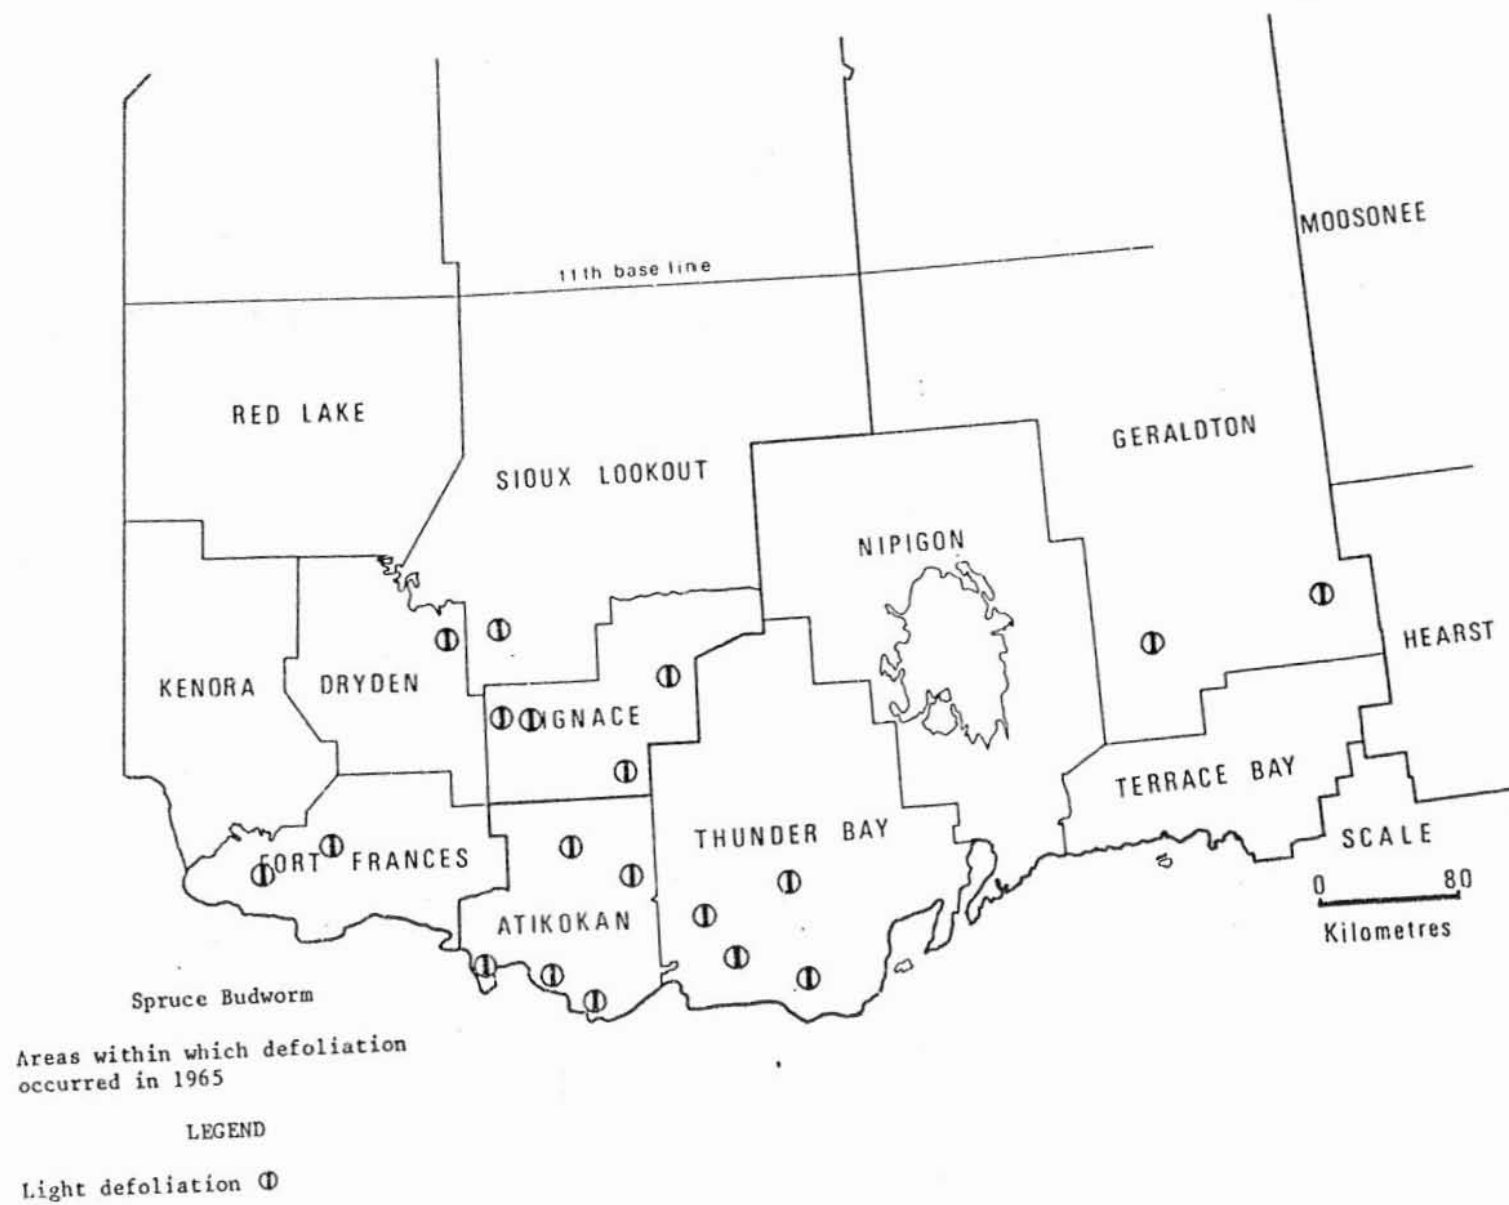 MOOSONEE
11th base line
RED LAKE
GERALDTON
SIOUX LOOKOUT
NIPIGON
HEARST
KENORA
DRYDEN
IGNACE
TERRACE BAY
THUNDER BAY
SCALE
FORT FRANCES
0 80
Kilometres
ATIKOKAN
Spruce Budworm
Areas within which defoliation
occurred in 1965
LEGEND
Light defoliation